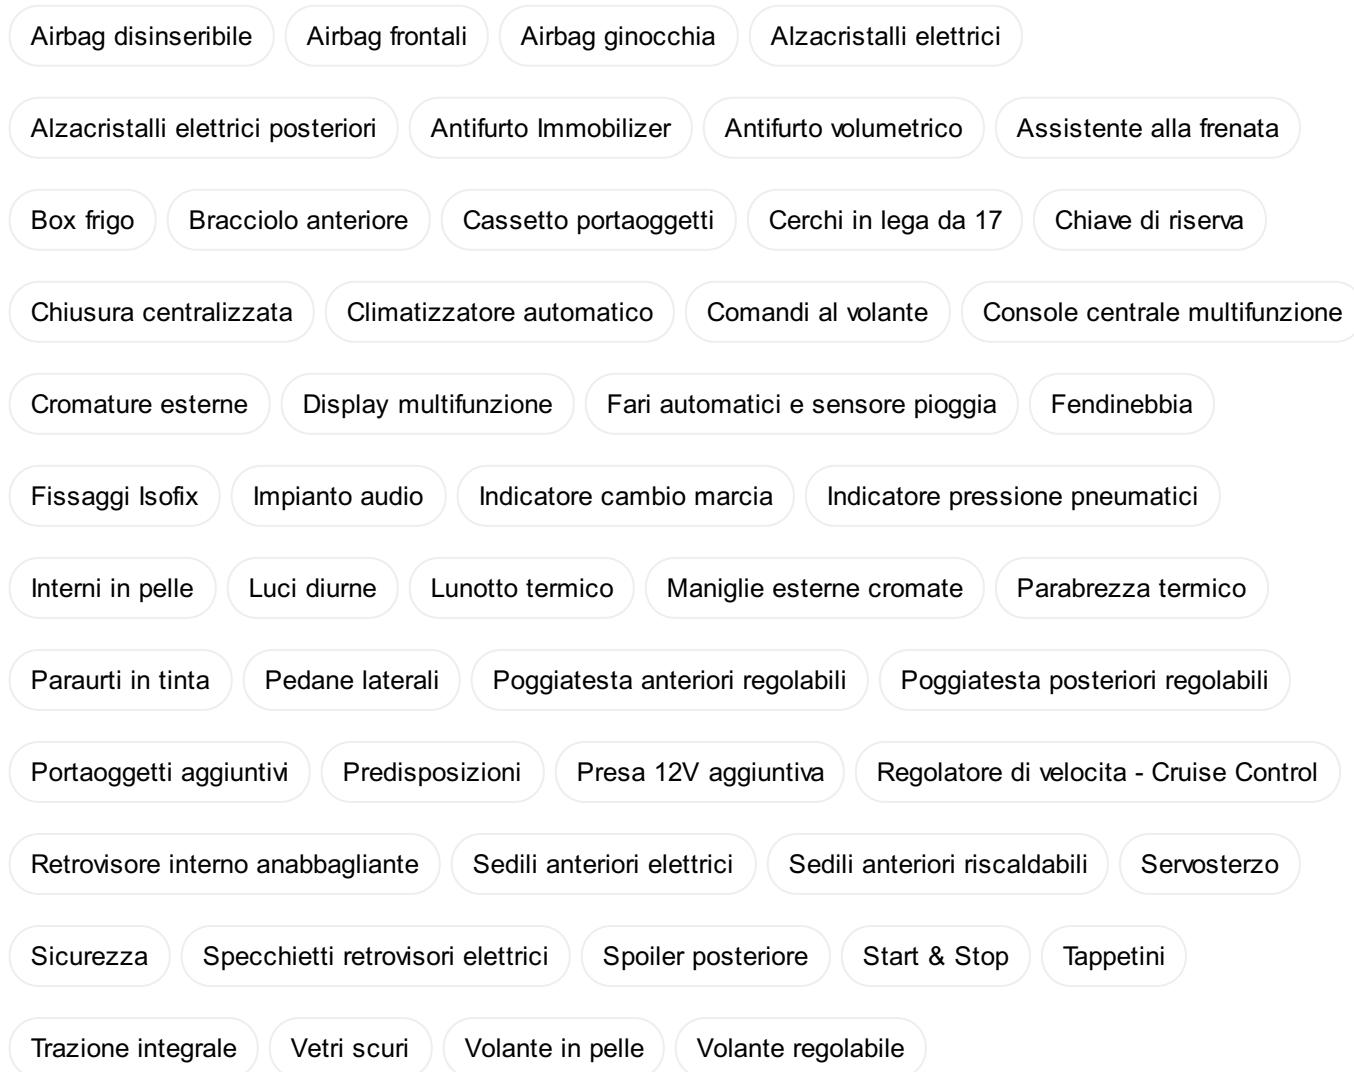 Airbag disinseribile Airbag frontali Airbag ginocchia Alzacristalli elettrici
Alzacristalli elettrici posteriori Antifurto Immobilizer Antifurto volumetrico Assistente alla frenata
Box frigo Bracciolo anteriore Cassetto portaoggetti Cerchi in lega da 17 Chiave di riserva
Chiusura centralizzata Climatizzatore automatico Comandi al volante Console centrale multifunzione
Cromature esterne Display multifunzione Fari automatici e sensore pioggia Fendinebbia
Fissaggi Isofix Impianto audio Indicatore cambio marcia Indicatore pressione pneumatici
Interni in pelle Luci diurne Lunotto termico Maniglie esterne cromate Parabrezza termico
Paraurti in tinta Pedane laterali Poggiatesta anteriori regolabili Poggiatesta posteriori regolabili
Portaoggetti aggiuntivi Predisposizioni Presa 12V aggiuntiva Regolatore di velocita - Cruise Control
Retrovisore interno anabbagliante Sedili anteriori elettrici Sedili anteriori riscaldabili Servosterzo
Sicurezza Specchietti retrovisori elettrici Spoiler posteriore Start & Stop Tappetini
Trazione integrale Vetri scuri Volante in pelle Volante regolabile